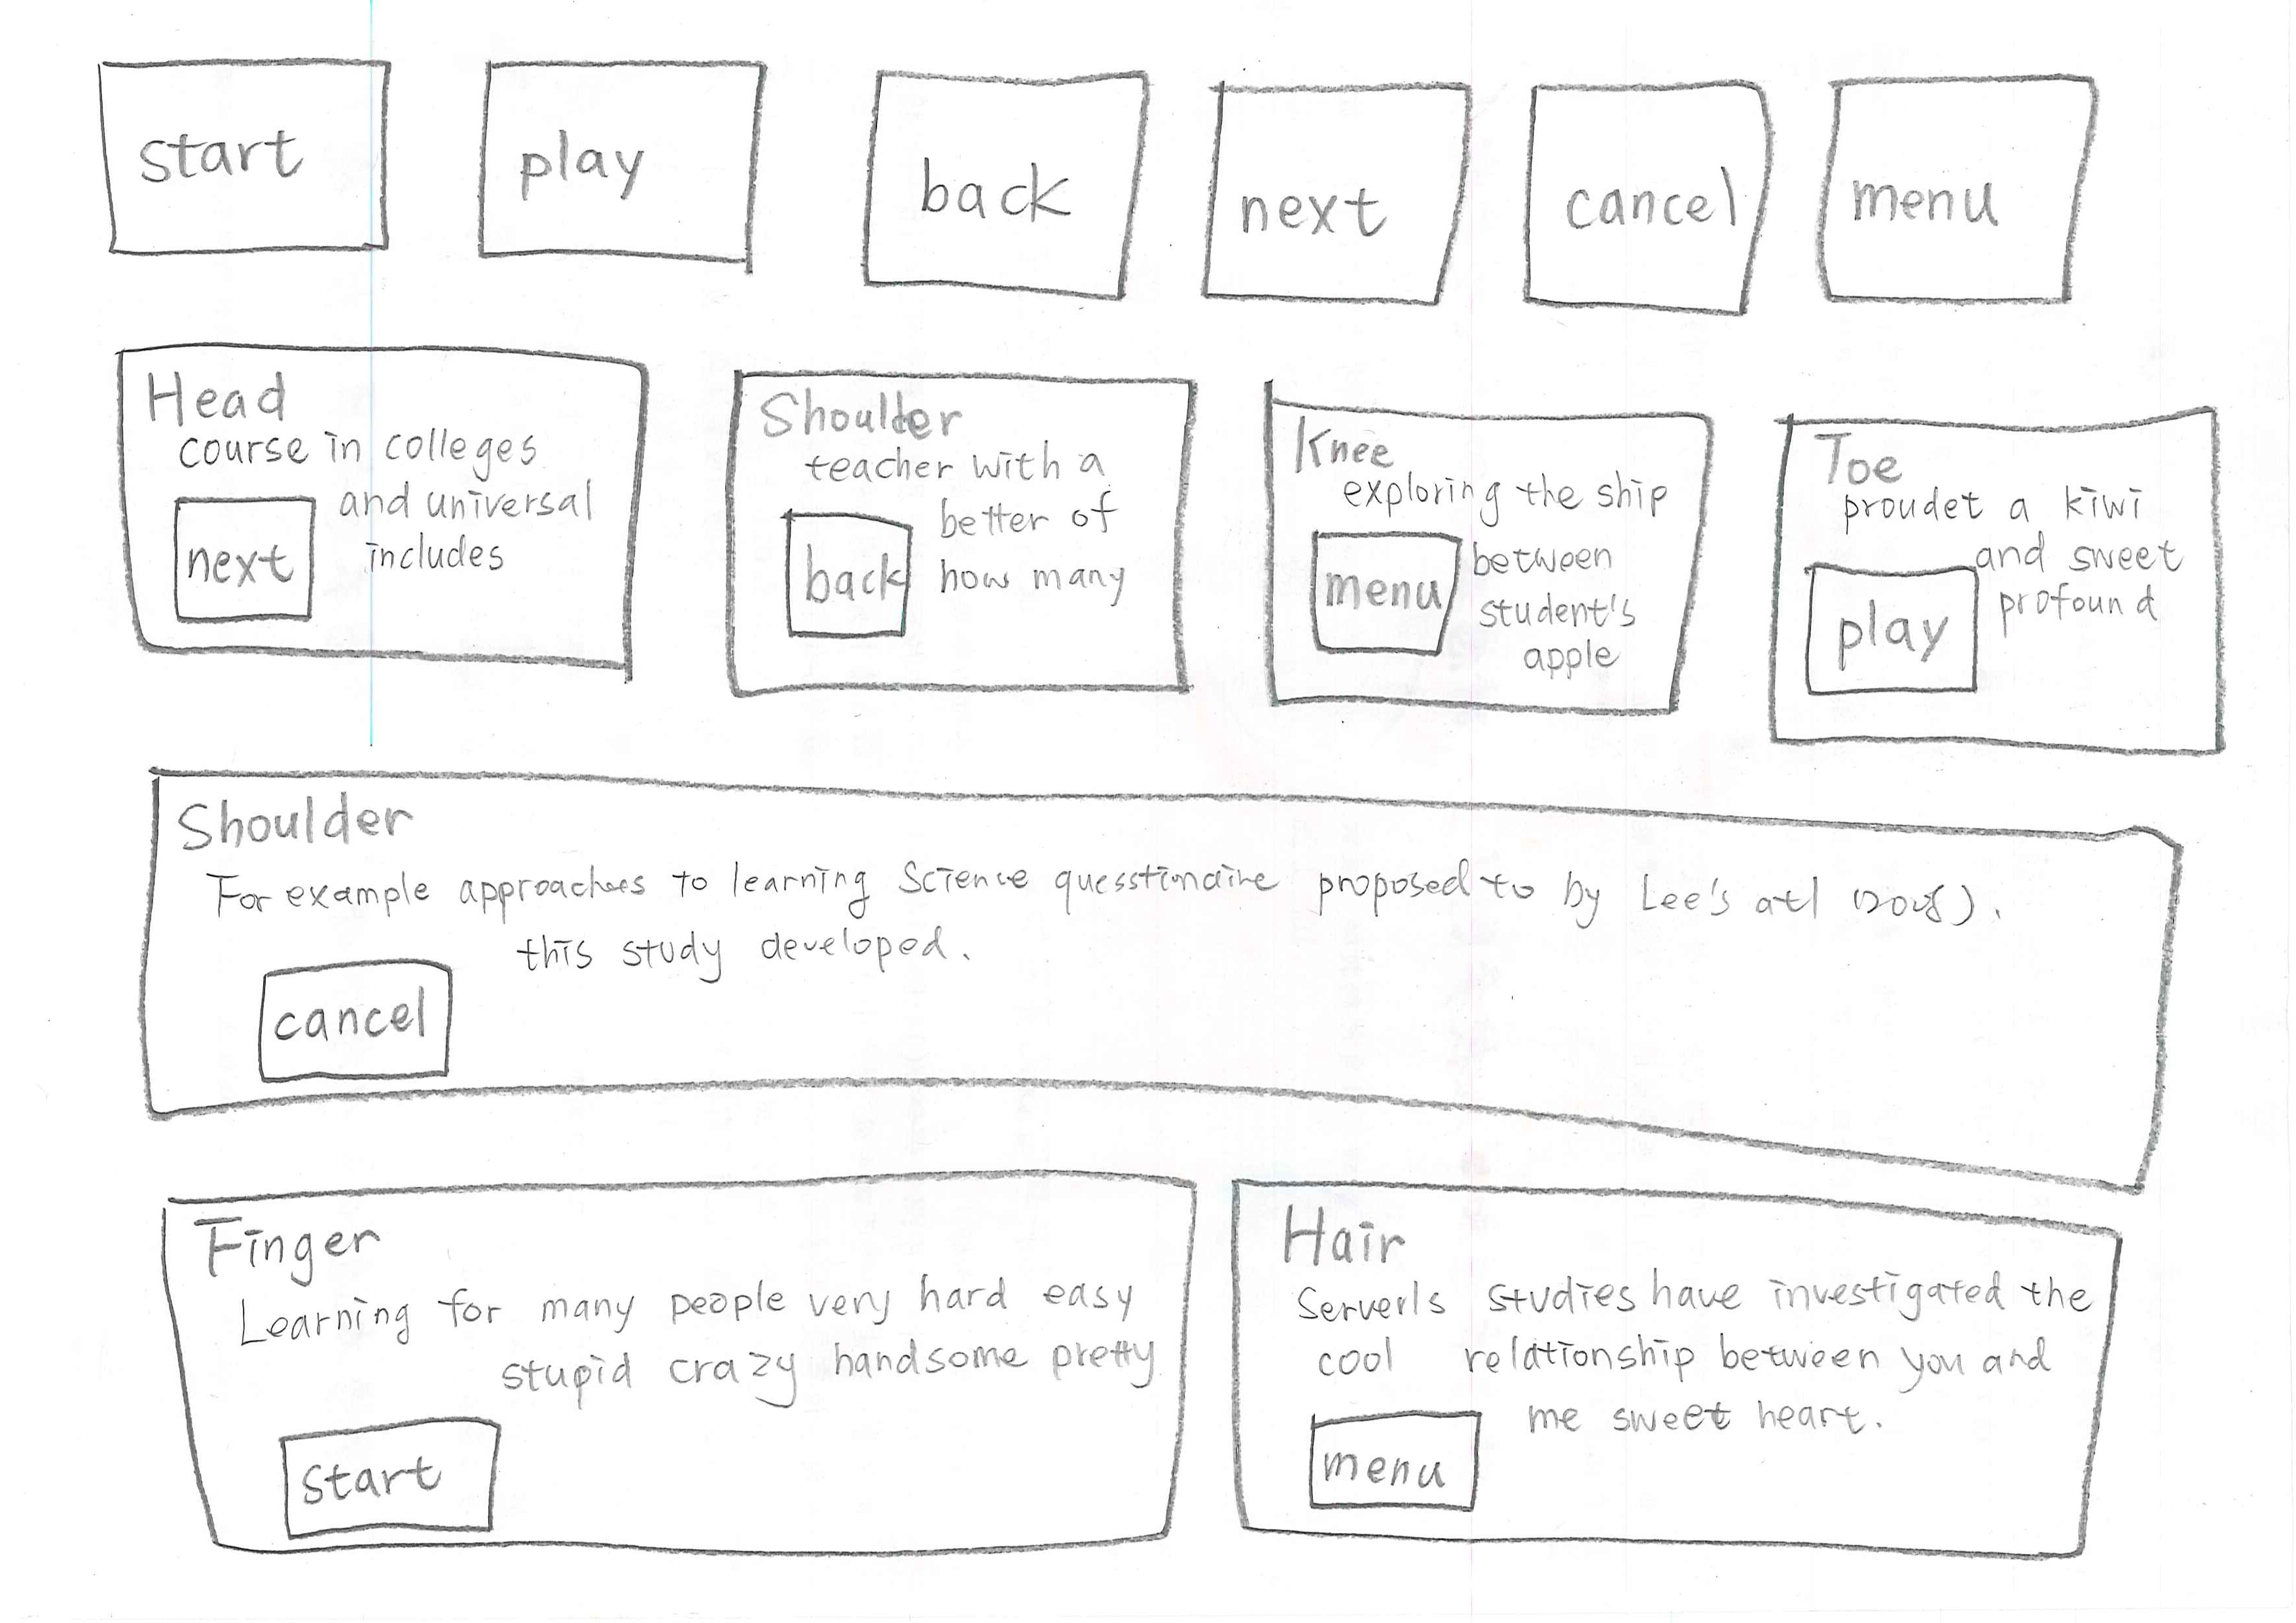 start
play
back
next
cancel
menu
Head
course in colleges
and universal
includes
next
Shoulder
teacher with a
better of
how many
back
Knee
exploring the ship
between
student's
apple
menu
Toe
proudet a kiwi
and sweet
profound
play
Shoulder
For example approaches to learning Science quesstionaire proposed to by Lee's atl
this study developed.
cancel
Finger
Learning for many people very hard easy
stupid crazy handsome pretty
start
Hair
Serverls studies have investigated the
cool relationship between you and
me sweet heart.
menu